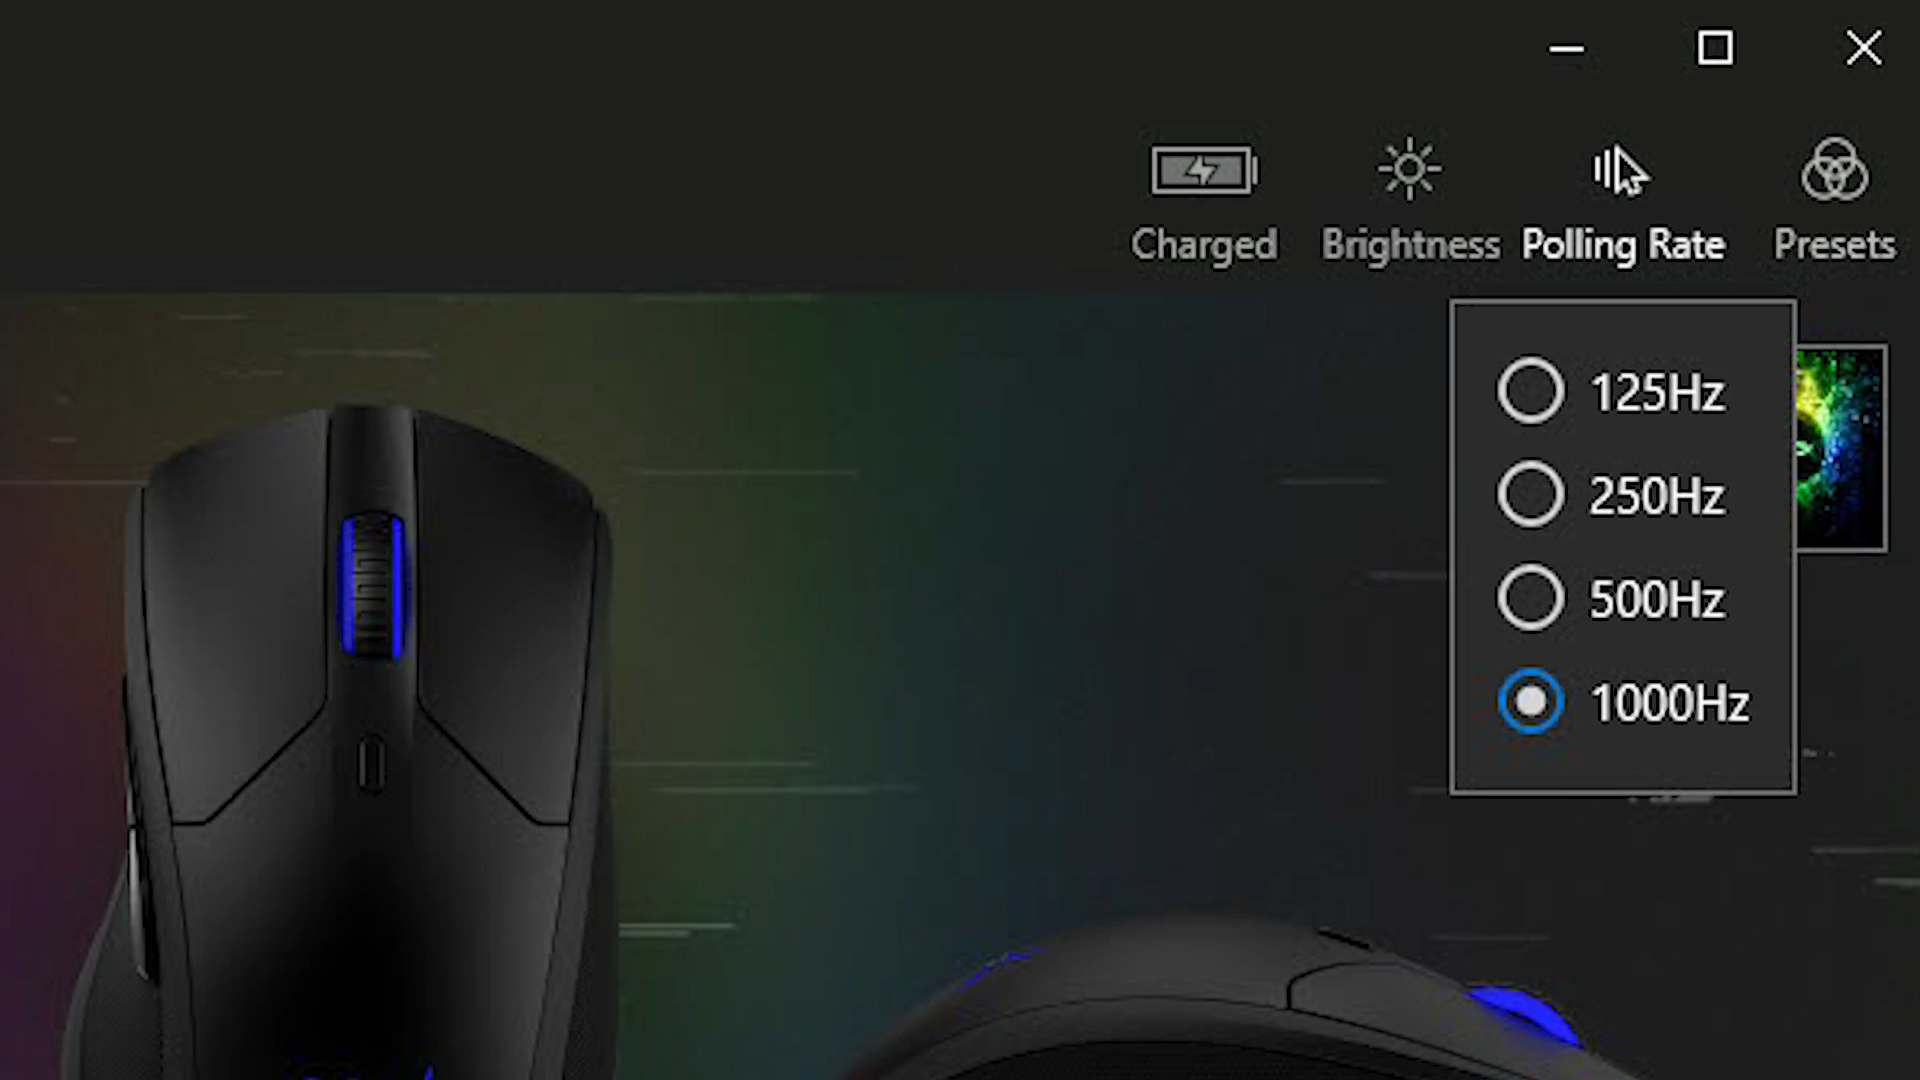 Charged Brightness Polling Rate Presets
125Hz
250Hz
500Hz
1000Hz